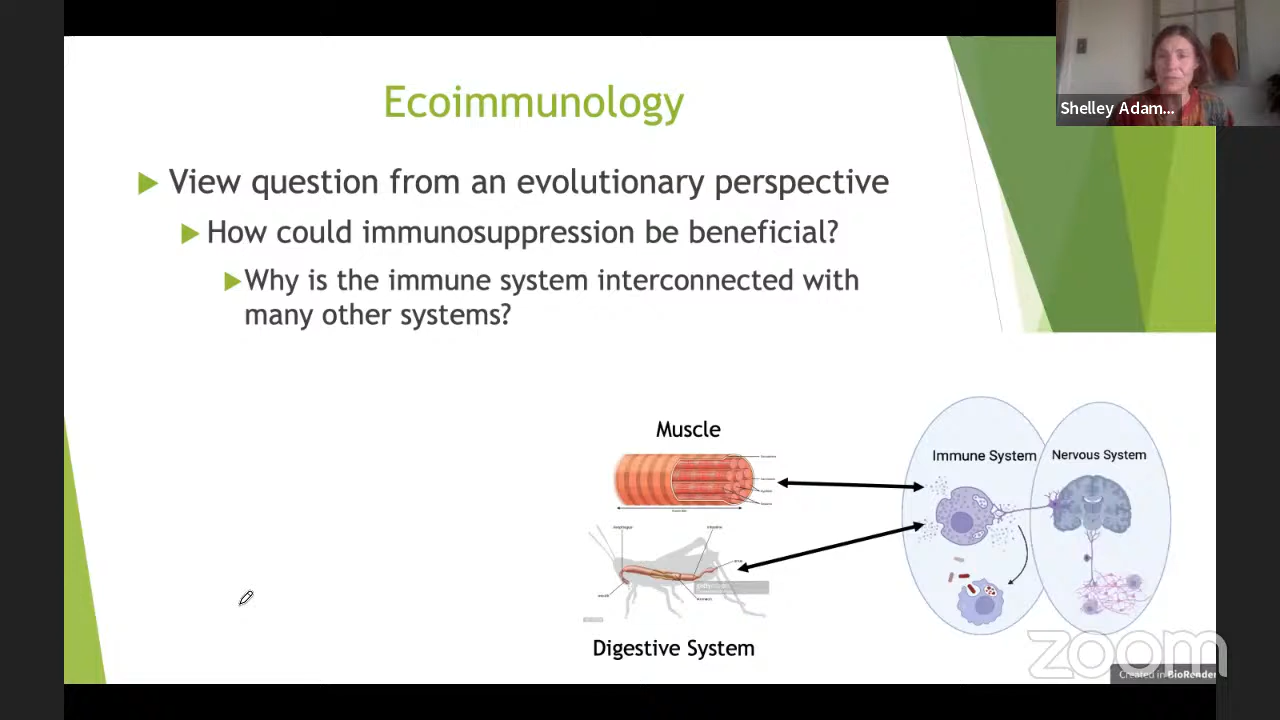 Shelley Adam...
Ecoimmunology
View question from an evolutionary perspective
How could immunosuppression be beneficial?
Why is the immune system interconnected with
many other systems?
Muscle
Immune System
Nervous System
Digestive System
zoom
Created in BioRender